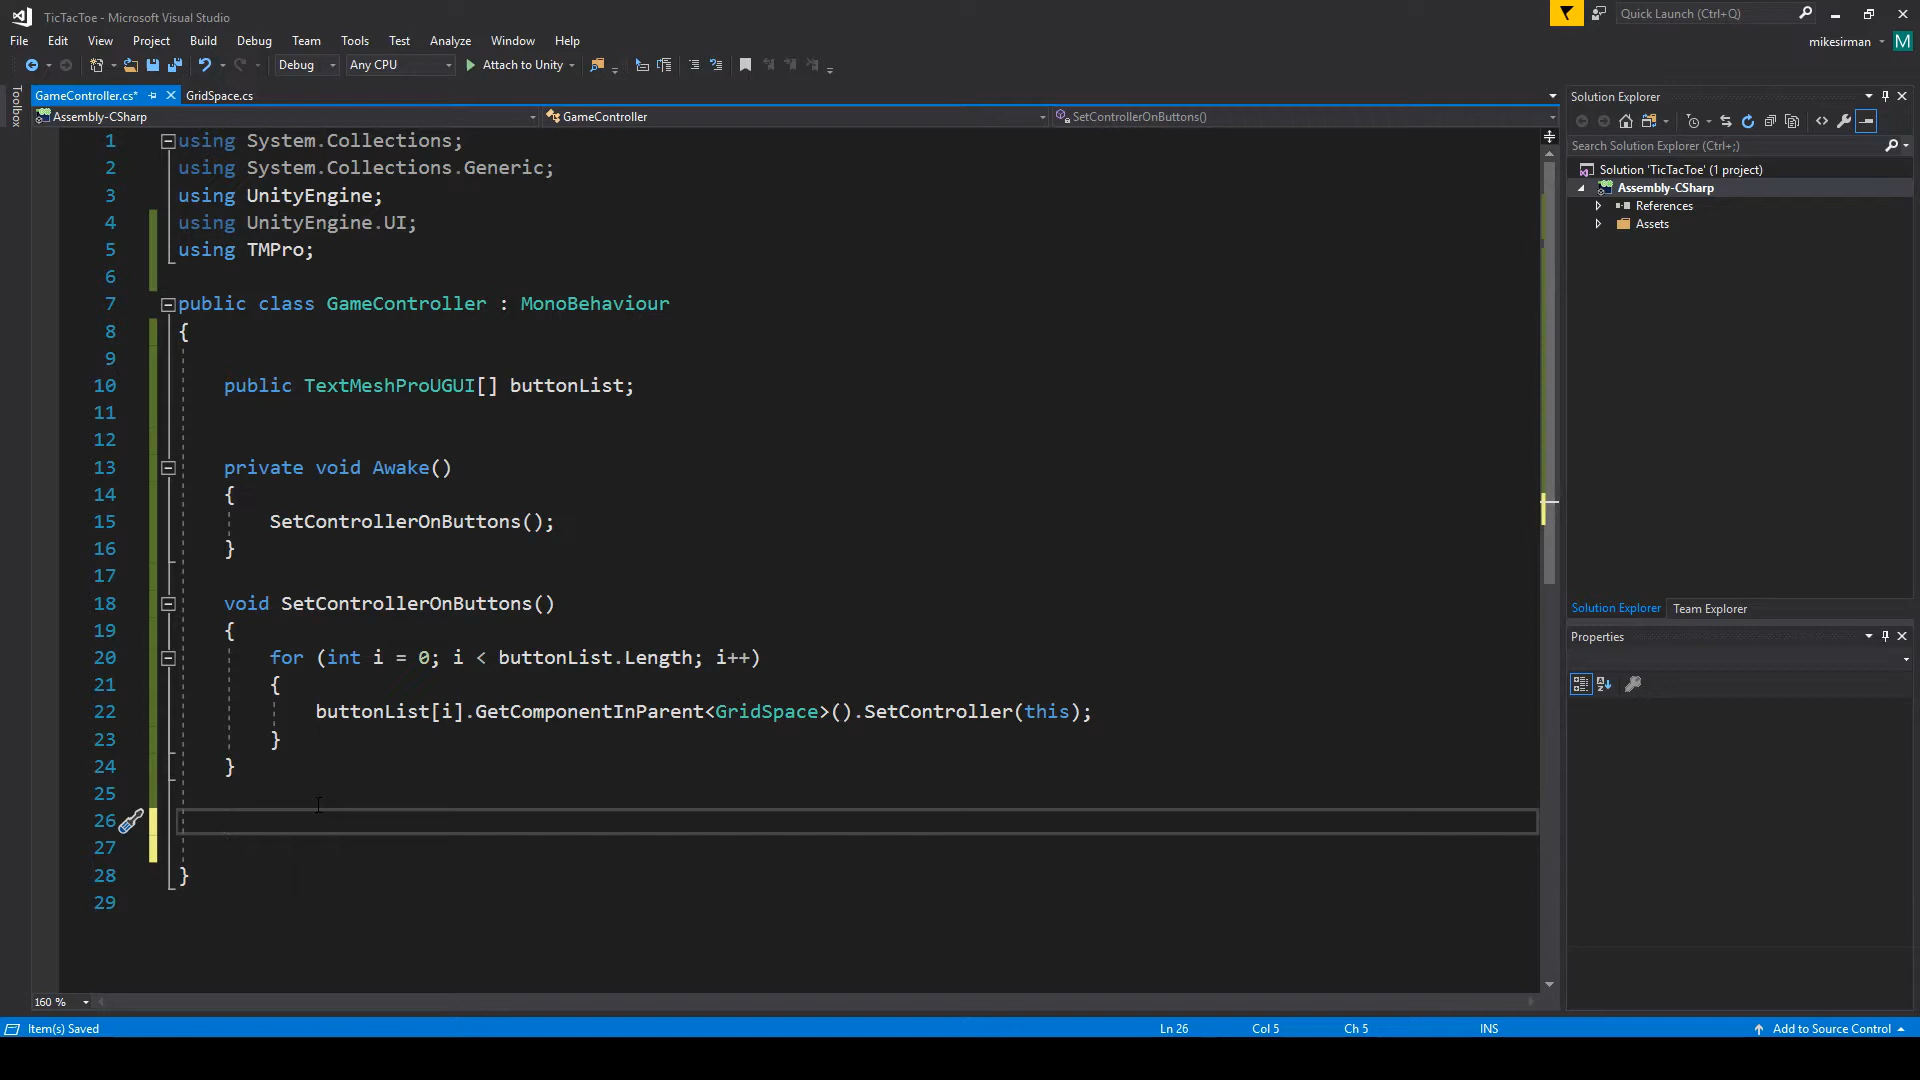 TicTacToe - Microsoft Visual Studio
Quick Launch (Ctrl+Q)
File Edit View Project Build Debug Team Tools Test Analyze Window Help
mikesirman
M
Debug
Any CPU
Attach to Unity
Toolbox
GameController.cs*
GridSpace.cs
Assembly-CSharp
GameController
SetControllerOnButtons()
1 using System.Collections;
2 using System.Collections.Generic;
3 using UnityEngine;
4 using UnityEngine.UI;
5 using TMPro;
6
7 public class GameController : MonoBehaviour
8 {
9
10 public TextMeshProUGUI[] buttonList;
11
12
13 private void Awake()
14 {
15 SetControllerOnButtons();
16 }
17
18 void SetControllerOnButtons()
19 {
20 for (int i = 0; i < buttonList.Length; i++)
21 {
22 buttonList[i].GetComponentInParent<GridSpace>().SetController(this);
23 }
24 }
25
26
27
28 }
29
160 %
Solution Explorer
Search Solution Explorer (Ctrl+;)
Solution 'TicTacToe' (1 project)
Assembly-CSharp
References
Assets
Solution Explorer Team Explorer
Properties
Item(s) Saved
Ln 26 Col 5 Ch 5 INS
Add to Source Control